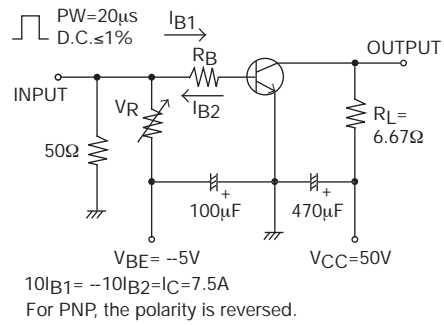 PW=20μs
D.C.≤1%
IB1
RB
OUTPUT
INPUT
VR
IB2
RL=
6.67Ω
50Ω
+
100μF
+
470μF
VBE= --5V
VCC=50V
10IB1= --10IB2=IC=7.5A
For PNP, the polarity is reversed.